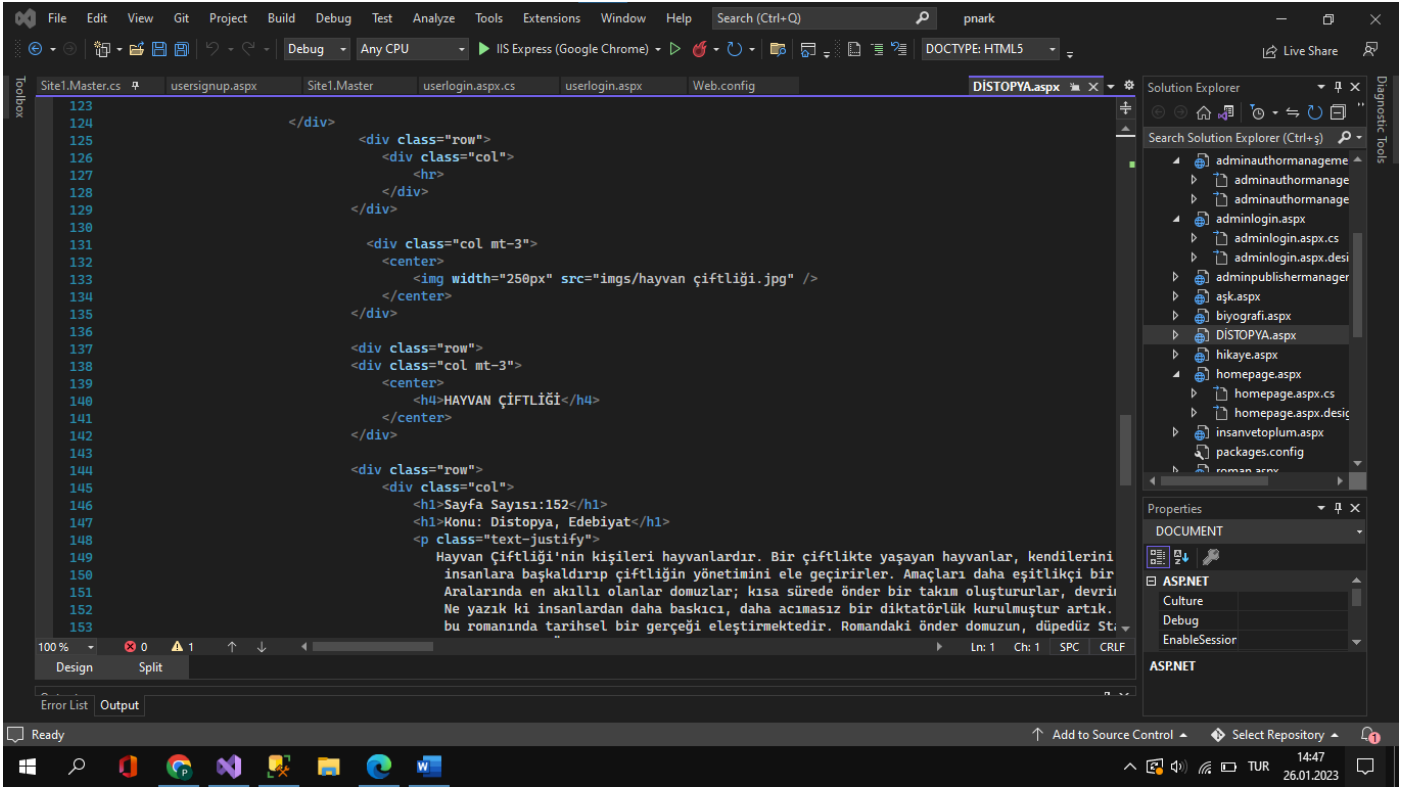 File Edit View Git Project Build Debug Test Analyze Tools Extensions Window Help Search (Ctrl+Q) pnark
Debug Any CPU IIS Express (Google Chrome) DOCTYPE: HTML5 Live Share
Toolbox
Site1.Master.cs usersignup.aspx Site1.Master userlogin.aspx.cs userlogin.aspx Web.config DİSTOPYA.aspx
123
124 </div>
125 <div class="row">
126 <div class="col">
127 <hr>
128 </div>
129 </div>
130
131 <div class="col mt-3">
132 <center>
133 <img width="250px" src="imgs/hayvan çiftliği.jpg" />
134 </center>
135 </div>
136
137 <div class="row">
138 <div class="col mt-3">
139 <center>
140 <h4>HAYVAN ÇİFTLİĞİ</h4>
141 </center>
142 </div>
143
144 <div class="row">
145 <div class="col">
146 <h1>Sayfa Sayısı:152</h1>
147 <h1>Konu: Distopya, Edebiyat</h1>
148 <p class="text-justify">
149 Hayvan Çiftliği'nin kişileri hayvanlardır. Bir çiftlikte yaşayan hayvanlar, kendilerini
150 insanlara başkaldırıp çiftliğin yönetimini ele geçirirler. Amaçları daha eşitlikçi bir
151 Aralarında en akıllı olanlar domuzlar; kısa sürede önder bir takım oluştururlar, devri
152 Ne yazık ki insanlardan daha baskıcı, daha acımasız bir diktatörlük kurulmuştur artık.
153 bu romanında tarihsel bir gerçeği eleştirmektedir. Romandaki önder domuzun, düpedüz St
100 % 0 1 Ln: 1 Ch: 1 SPC CRLF
Design Split
Error List Output
Solution Explorer
Search Solution Explorer (Ctrl+ş)
adminauthormanageme
adminauthormanage
adminauthormanage
adminlogin.aspx
adminlogin.aspx.cs
adminlogin.aspx.desi
adminpublishermanager
aşk.aspx
biyografi.aspx
DİSTOPYA.aspx
hikaye.aspx
homepage.aspx
homepage.aspx.cs
homepage.aspx.desig
insanvetoplum.aspx
packages.config
roman.aspx
Properties
DOCUMENT
ASP.NET
Culture
Debug
EnableSession
ASP.NET
Diagnostic Tools
Ready Add to Source Control Select Repository 1
W TUR 14:47
26.01.2023